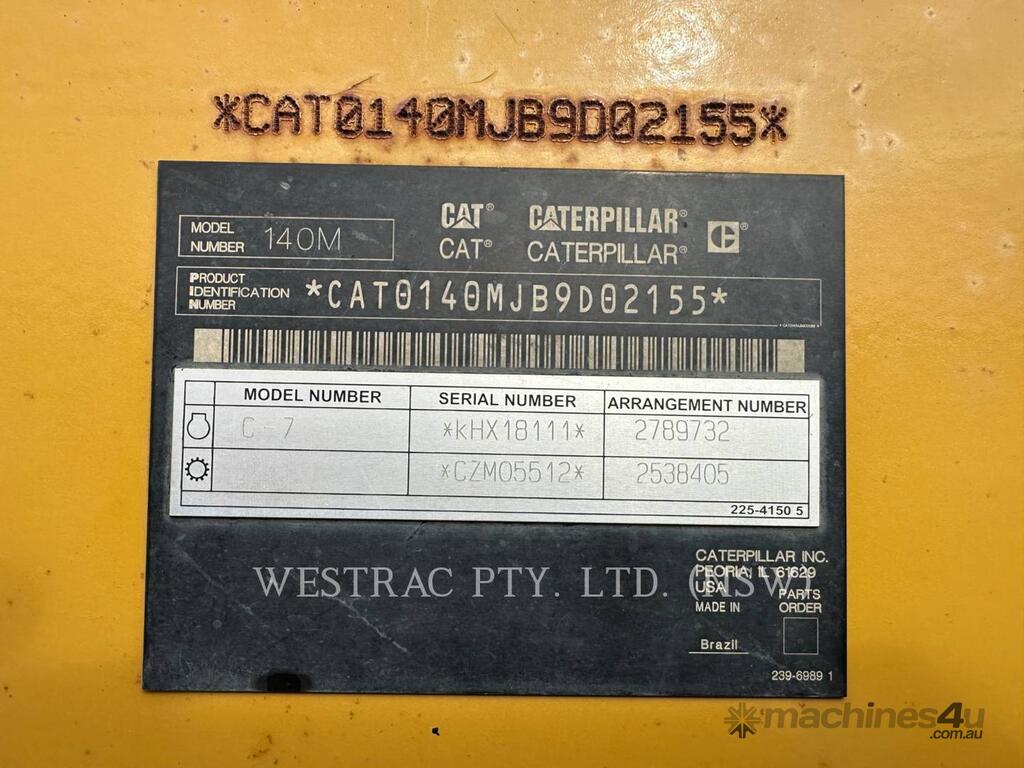 *CAT0140MJB9D02155*
CAT® CATERPILLAR® C
MODEL NUMBER 140M
CAT® CATERPILLAR®
PRODUCT
IDENTIFICATION
NUMBER
*CAT0140MJB9D02155*
MODEL NUMBER SERIAL NUMBER ARRANGEMENT NUMBER
C-7 *KHX18111* 2789732
*CZM05512* 2538405
225-4150 5
CATERPILLAR INC.
PEORIA, IL 61629
USA
MADE IN
Brazil
PARTS
ORDER
239-6989 1
WESTRAC PTY. LTD. (NSW)
machines4u
.com.au